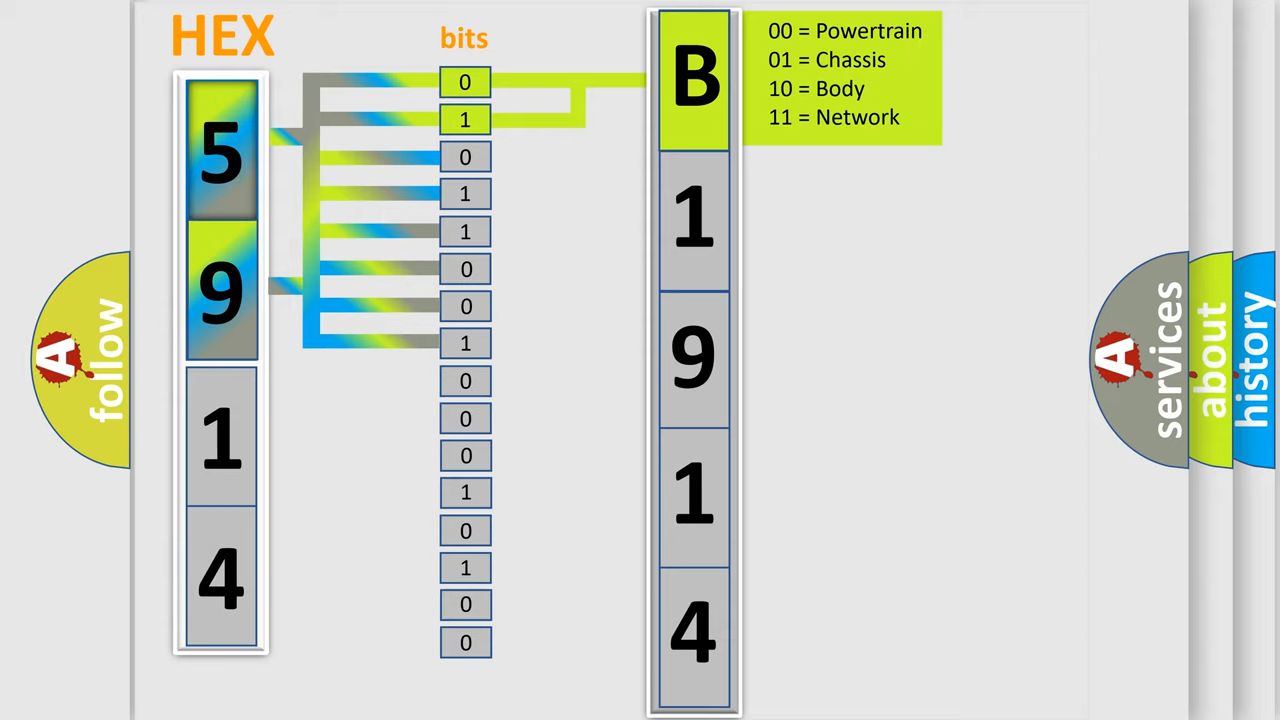 HEX
bits
5
9
1
4
0
1
0
1
1
0
0
1
0
0
0
1
0
1
0
0
B
1
9
1
4
00 = Powertrain
01 = Chassis
10 = Body
11 = Network
A
follow
A
services
about
history